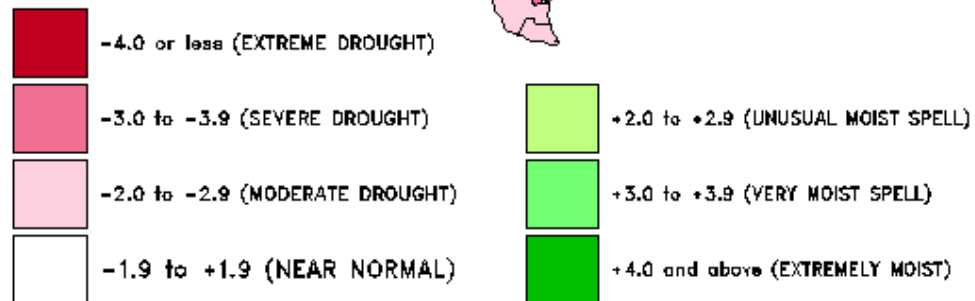 -4.0 or less (EXTREME DROUGHT)
-3.0 to -3.9 (SEVERE DROUGHT)
-2.0 to -2.9 (MODERATE DROUGHT)
-1.9 to +1.9 (NEAR NORMAL)
+2.0 to +2.9 (UNUSUAL MOIST SPELL)
+3.0 to +3.9 (VERY MOIST SPELL)
+4.0 and above (EXTREMELY MOIST)